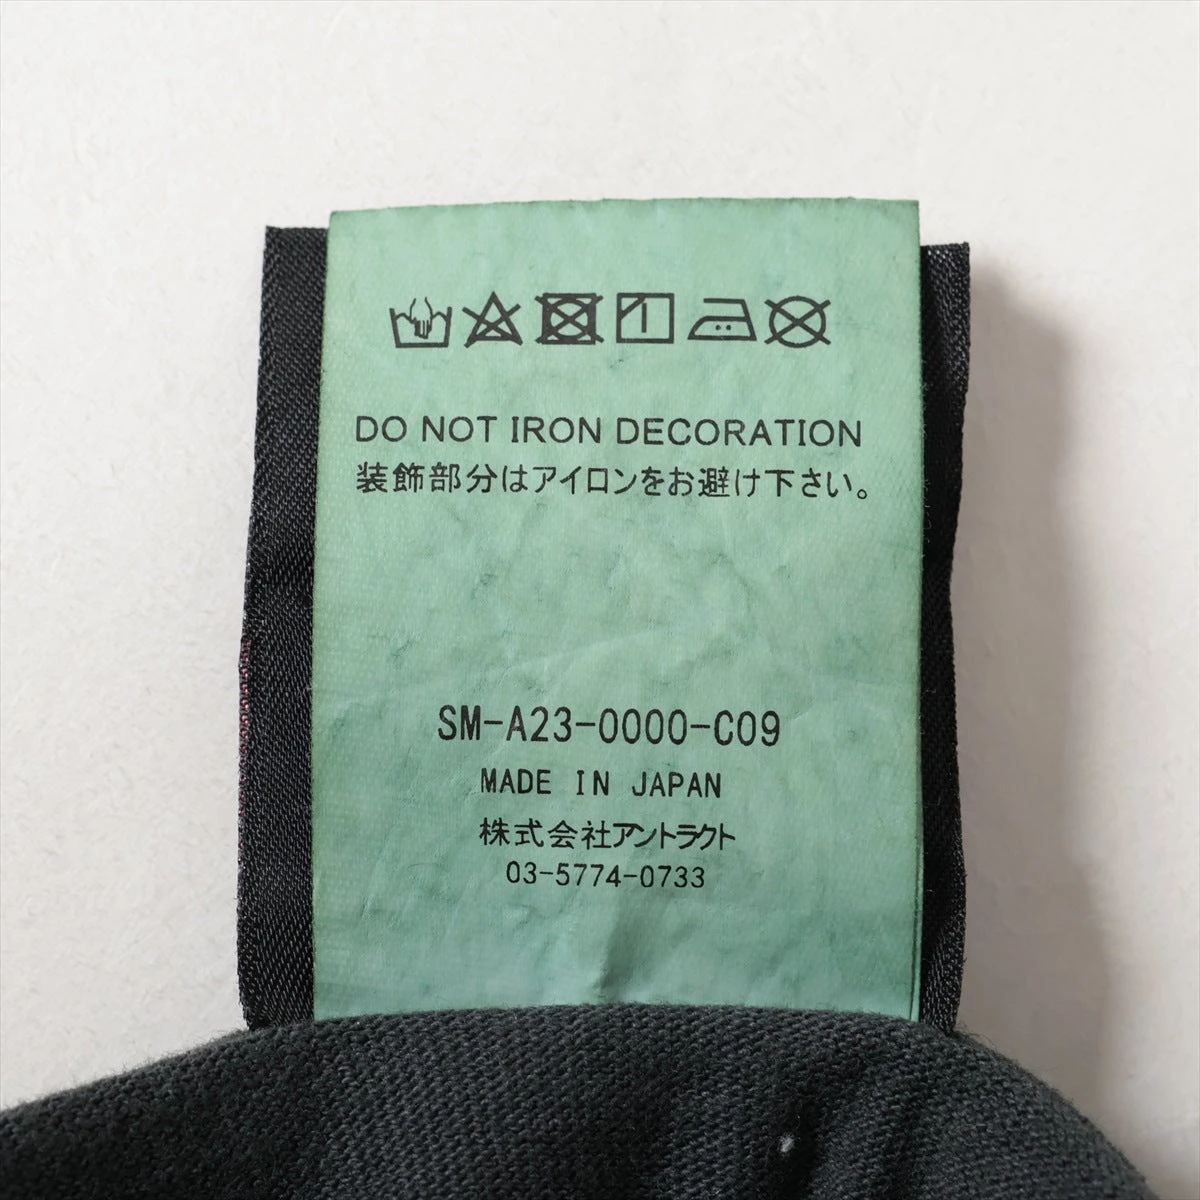 DO NOT IRON DECORATION
装飾部分はアイロンをお避け下さい。
SM-A23-0000-C09
MADE IN JAPAN
株式会社アントラクト
03-5774-0733